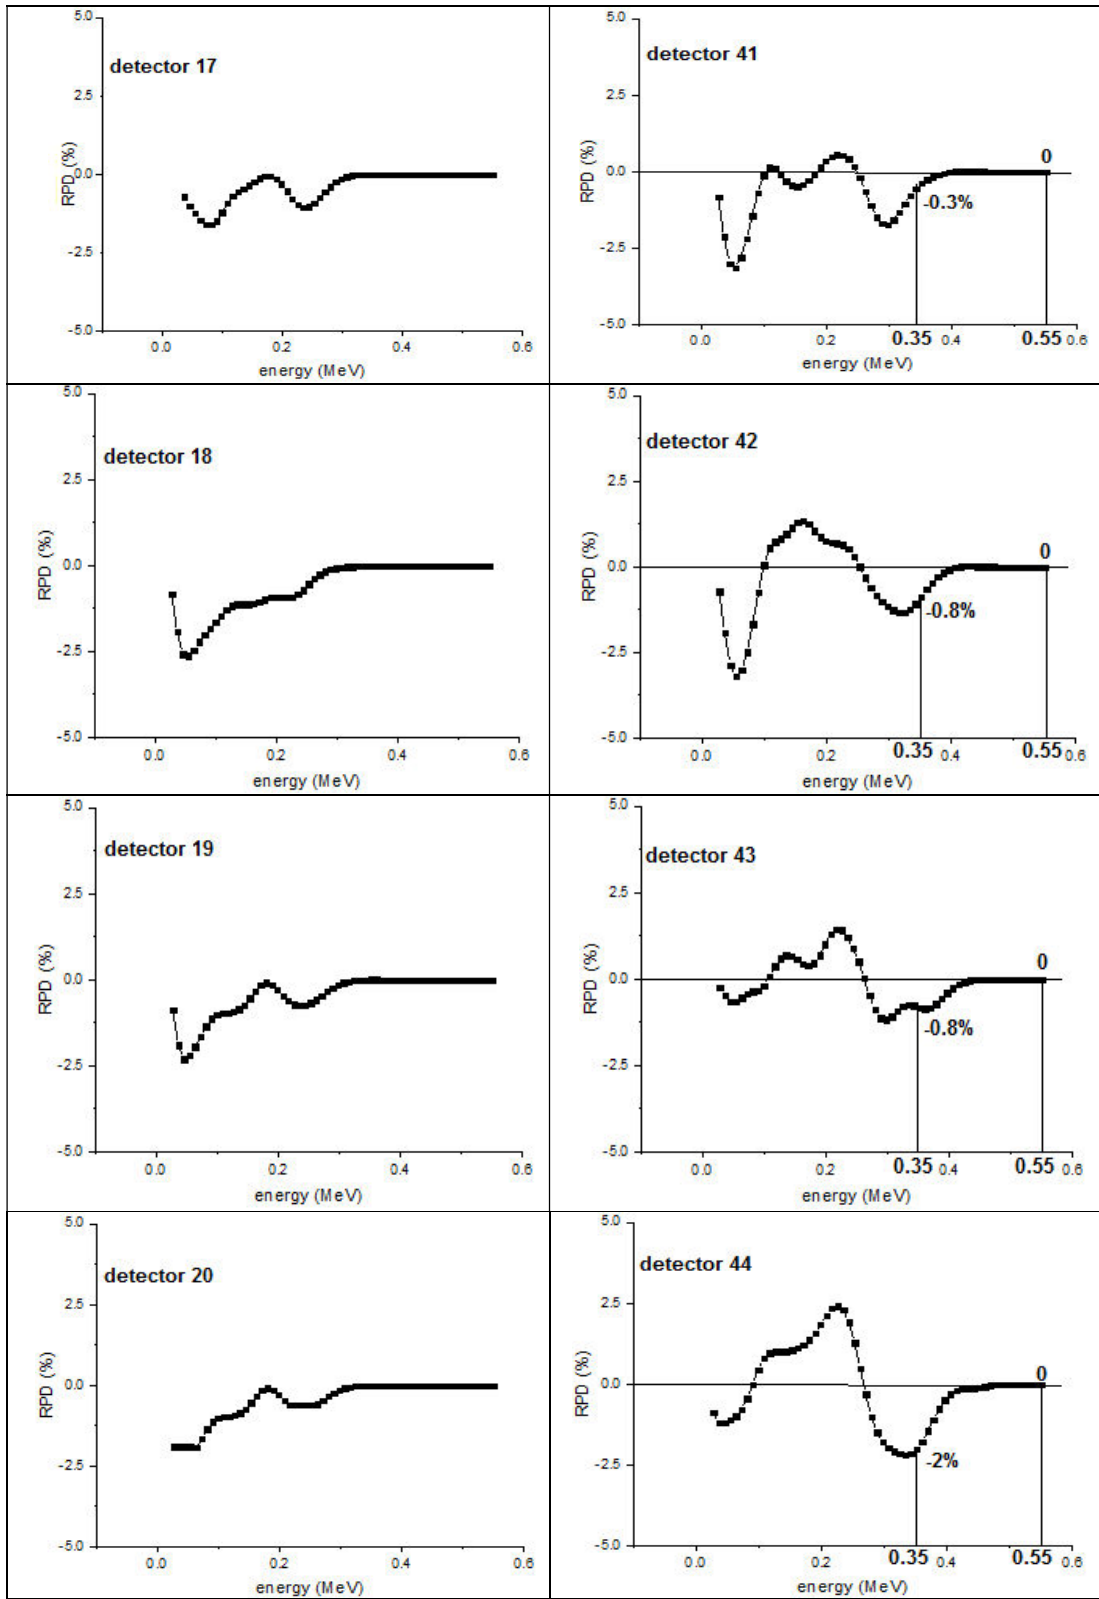 5.0
detector 17
2.5
RPD (%)
0.0
-2.5
-5.0
0.0 0.2 0.4 0.6
energy (MeV)
5.0
detector 41
2.5
RPD (%)
0
0.0
-0.3%
-2.5
-5.0
0.0 0.2 0.35 0.4 0.55 0.6
energy (MeV)
5.0
detector 18
2.5
RPD (%)
0.0
-2.5
-5.0
0.0 0.2 0.4 0.6
energy (MeV)
5.0
detector 42
2.5
RPD (%)
0
0.0
-0.8%
-2.5
-5.0
0.0 0.2 0.35 0.4 0.55 0.6
energy (MeV)
5.0
detector 19
2.5
RPD (%)
0.0
-2.5
-5.0
0.0 0.2 0.4 0.6
energy (MeV)
5.0
detector 43
2.5
RPD (%)
0
0.0
-0.8%
-2.5
-5.0
0.0 0.2 0.35 0.4 0.55 0.6
energy (MeV)
5.0
detector 20
2.5
RPD (%)
0.0
-2.5
-5.0
0.0 0.2 0.4 0.6
energy (MeV)
5.0
detector 44
2.5
RPD (%)
0
0.0
-2%
-2.5
-5.0
0.0 0.2 0.35 0.4 0.55 0.6
energy (MeV)